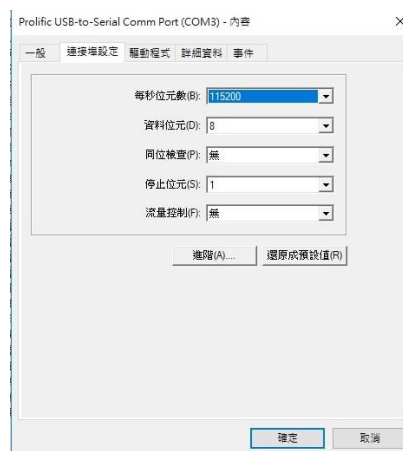 Prolific USB-to-Serial Comm Port (COM3) - 內容
一般 連接埠設定 驅動程式 詳細資料 事件
每秒位元數(B): 115200
資料位元(D): 8
同位檢查(P): 無
停止位元(S): 1
流量控制(F): 無
進階(A).... 還原成預設值(R)
確定 取消